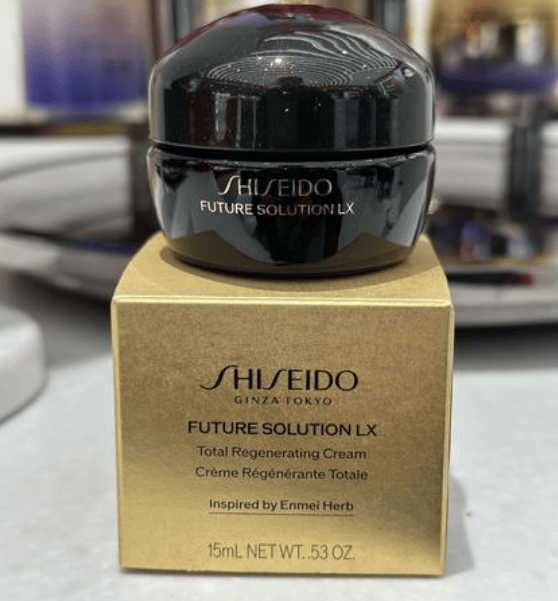 SHISEIDO
FUTURE SOLUTION LX
SHISEIDO
GINZA TOKYO
FUTURE SOLUTION LX
Total Regenerating Cream
Crème Régénérante Totale
Inspired by Enmei Herb
15mL NET WT. .53 OZ.